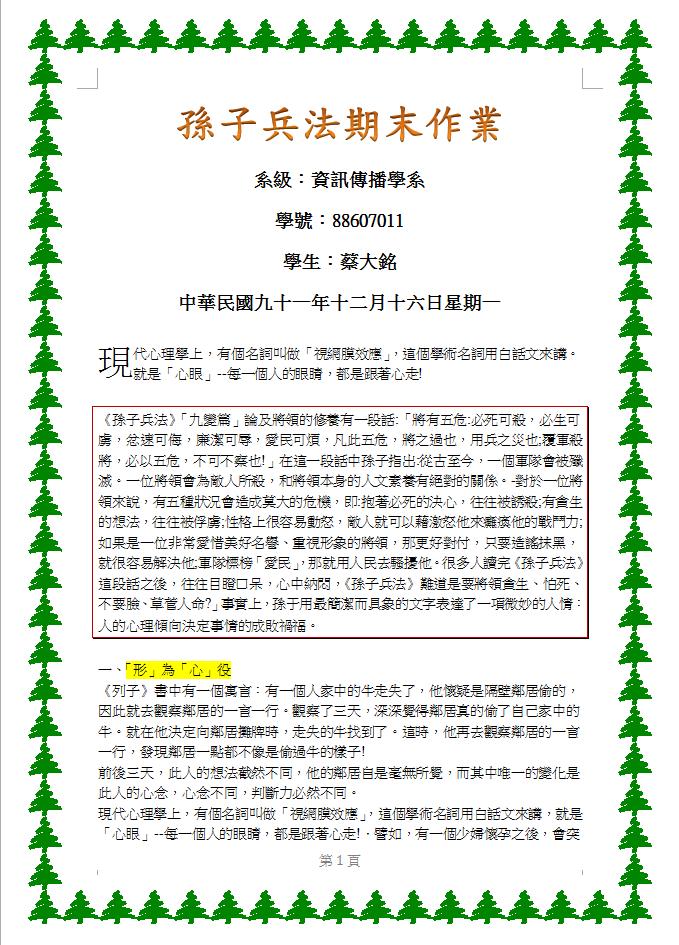 孫子兵法期末作業
系級：資訊傳播學系
學號：88607011
學生：蔡大銘
中華民國九十一年十二月十六日星期一
現代心理學上，有個名詞叫做「視網膜效應」，這個學術名詞用白話文來講。
就是「心眼」--每一個人的眼睛，都是跟著心走!
《孫子兵法》「九變篇」論及將領的修養有一段話:「將有五危:必死可殺，必生可
虜，忿速可侮，廉潔可辱，愛民可煩，凡此五危，將之過也，用兵之災也;覆軍殺
將，必以五危，不可不察也!」在這一段話中孫子指出:從古至今，一個軍隊會被殲
滅。一位將領會為敵人所殺，和將領本身的人文素養有絕對的關係。-對於一位將
領來說，有五種狀況會造成莫大的危機，即:抱著必死的決心，往往被誘殺;有貪生
的想法，往往被俘虜;性格上很容易動怒，敵人就可以藉激怒他來癱瘓他的戰鬥力;
如果是一位非常愛惜美好名譽、重視形象的將領，那更好對付，只要造謠抹黑，
就很容易解決他;軍隊標榜「愛民」，那就用人民去騷擾他。很多人讀完《孫子兵法》
這段話之後，往往目瞪口呆，心中納悶，《孫子兵法》難道是要將領貪生、怕死、
不要臉、草菅人命?」事實上，孫于用最簡潔而具象的文字表達了一項微妙的人情：
人的心理傾向決定事情的成敗禍福。
一、「形」為「心」役
《列子》書中有一個寓言：有一個人家中的牛走失了，他懷疑是隔壁鄰居偷的，
因此就去觀察鄰居的一言一行。觀察了三天，深深覺得鄰居真的偷了自己家中的
牛。就在他決定向鄰居攤牌時，走失的牛找到了。這時，他再去觀察鄰居的一言
一行，發現鄰居一點都不像是偷過牛的樣子!
前後三天，此人的想法截然不同，他的鄰居自是毫無所覺，而其中唯一的變化是
此人的心念，心念不同，判斷力必然不同。
現代心理學上，有個名詞叫做「視網膜效應」，這個學術名詞用白話文來講，就是
「心眼」--每一個人的眼睛，都是跟著心走!．譬如，有一個少婦懷孕之後，會突
第 1 頁